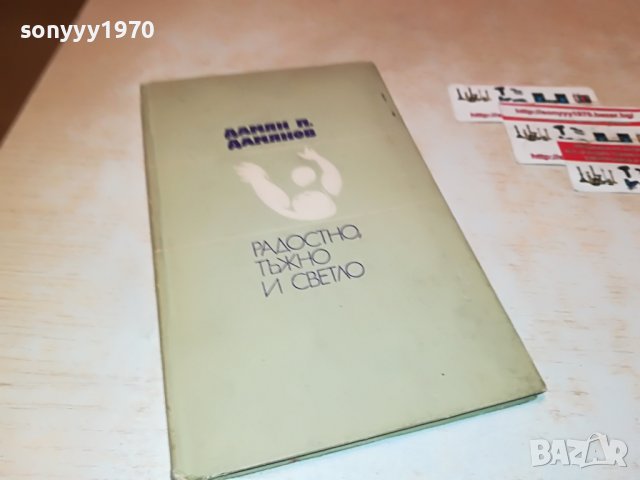 sonyyy1970
ДАМЯН П.
ДАМЯНОВ
РАДОСТНО,
ТЪЖНО
И СВЕТЛО
BAZAR